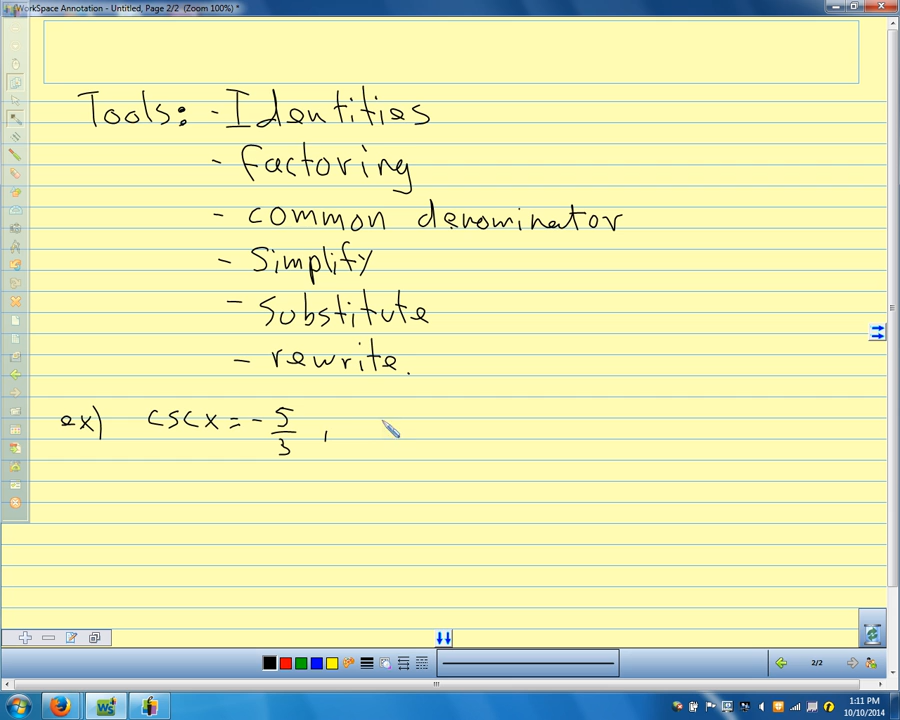 WorkSpace Annotation - Untitled, Page 2/2 (Zoom 100%) *
Tools: - Identities
- factoring
- common denominator
- Simplify
- Substitute
- rewrite.
ex) cscx = - 5/3 ,
2/2
1:11 PM
10/10/2014